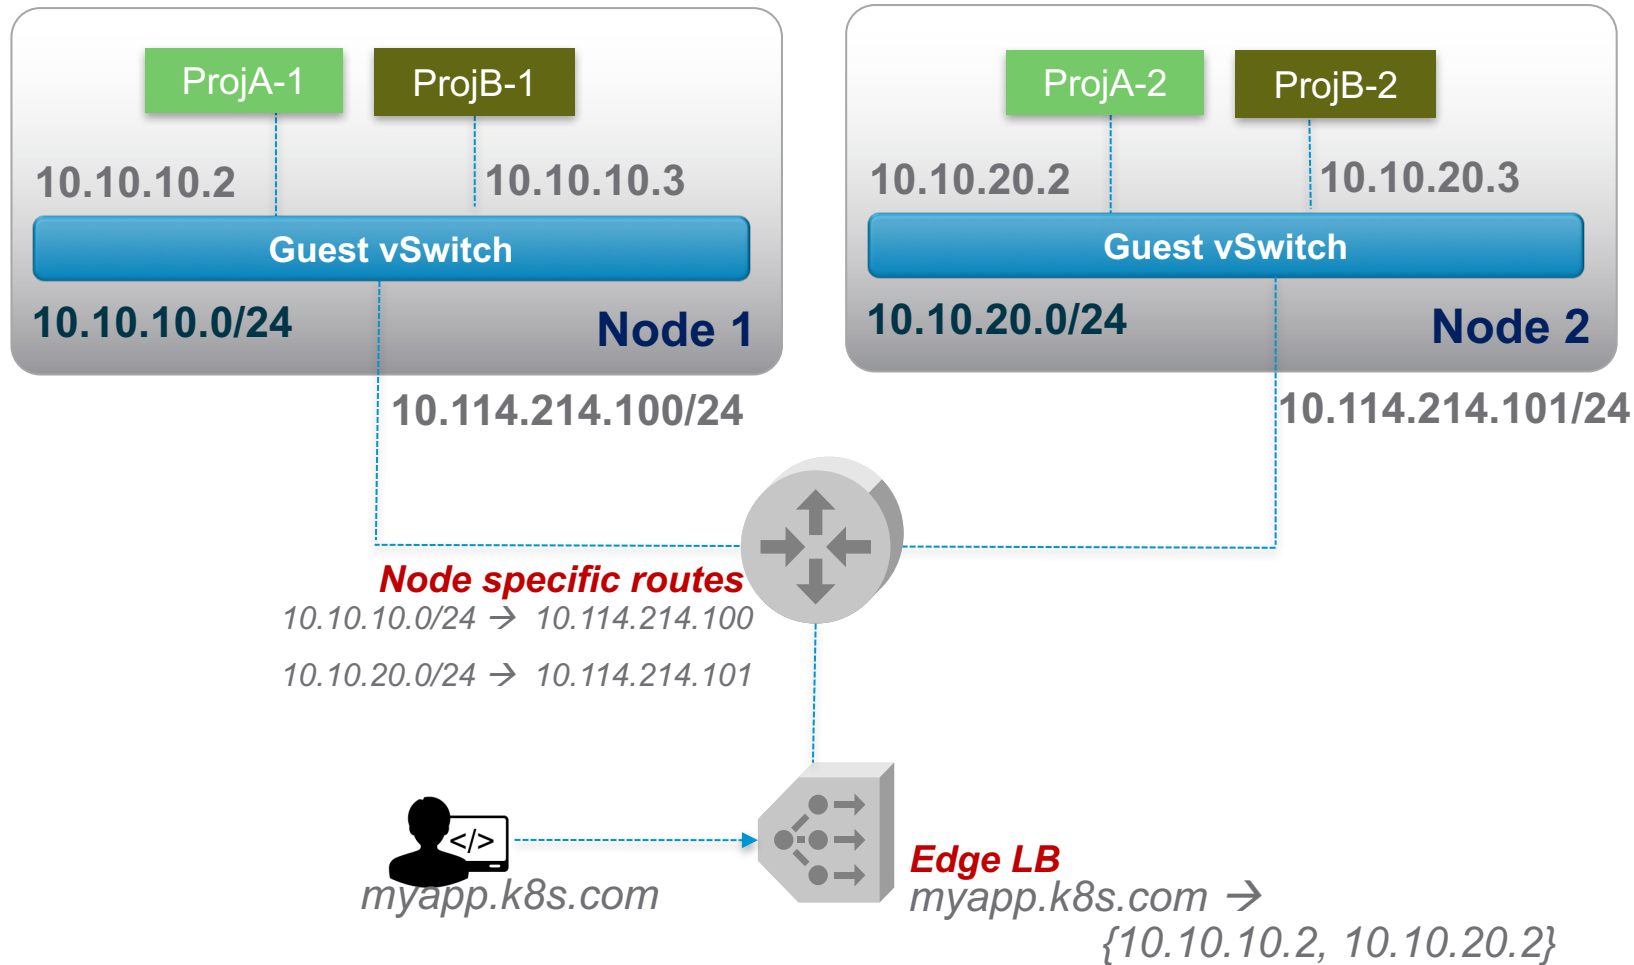 ProjA-1
ProjB-1
10.10.10.2
10.10.10.3
Guest vSwitch
10.10.10.0/24
Node 1
10.114.214.100/24
ProjA-2
ProjB-2
10.10.20.2
10.10.20.3
Guest vSwitch
10.10.20.0/24
Node 2
10.114.214.101/24
Node specific routes
10.10.10.0/24 → 10.114.214.100
10.10.20.0/24 → 10.114.214.101
</>
myapp.k8s.com
Edge LB
myapp.k8s.com →
{10.10.10.2, 10.10.20.2}